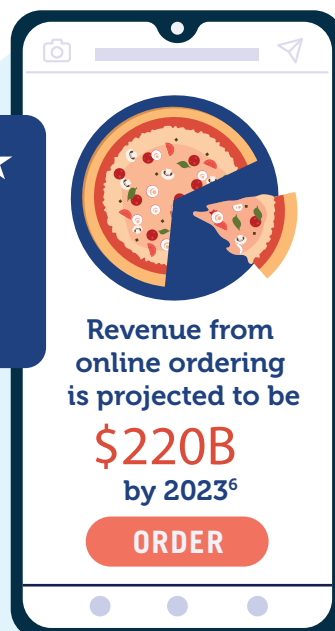 Revenue from
online ordering
is projected to be
$220B
by 2023⁶
ORDER